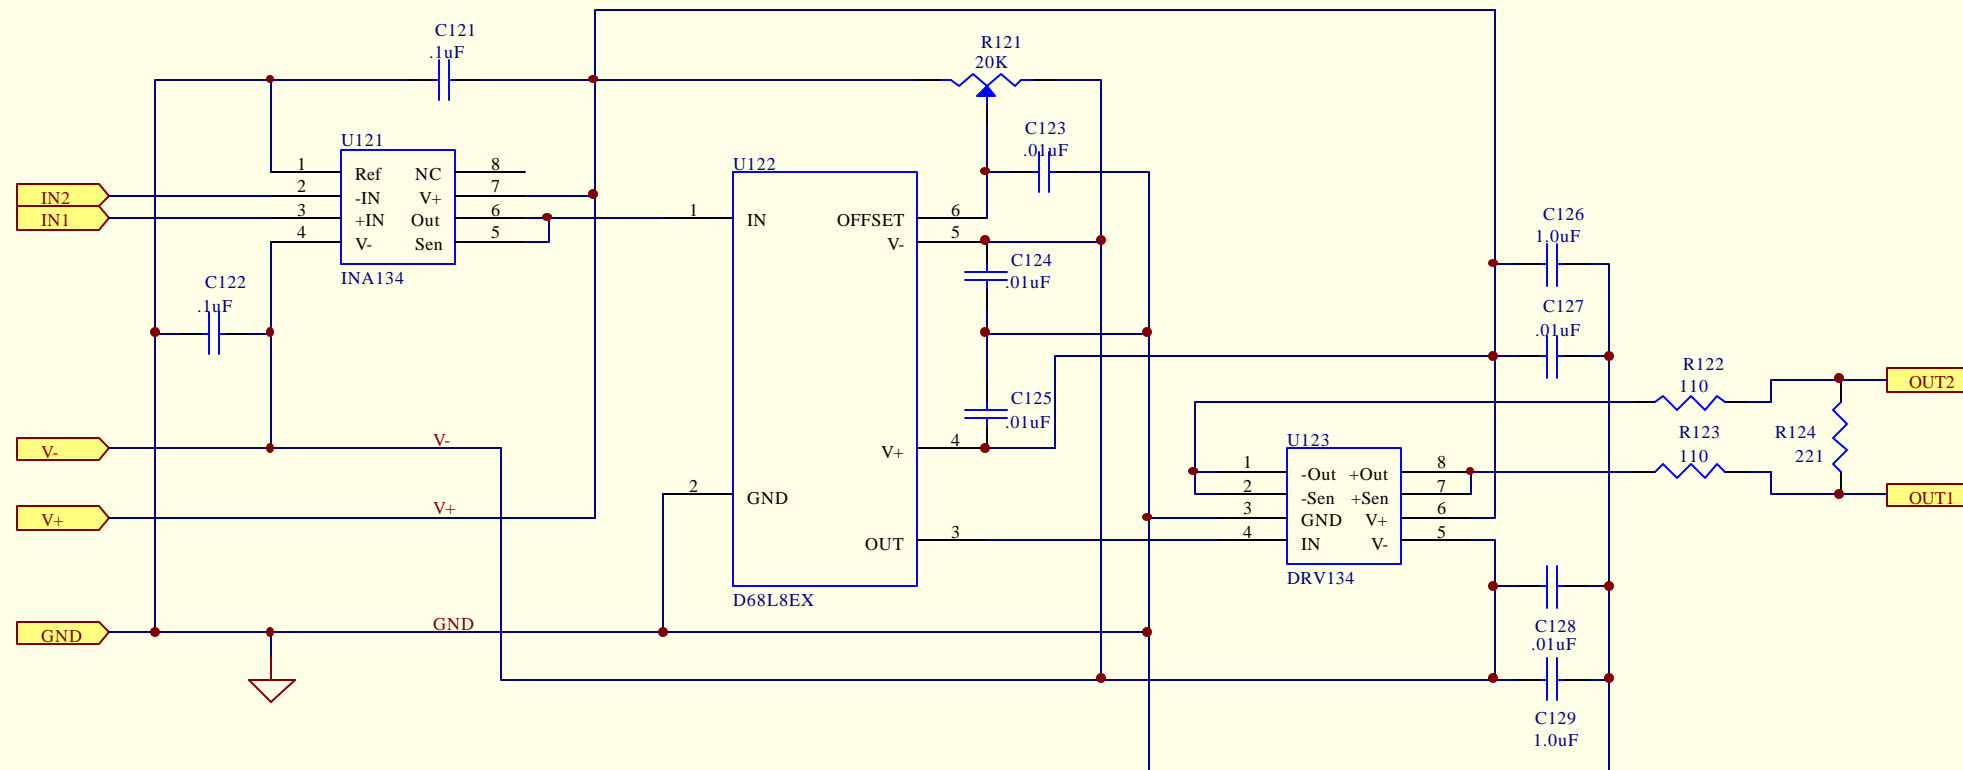 C121
.1uF
R121
20K
C123
.01uF
U121
1 Ref NC 8
2 -IN V+ 7
3 +IN Out 6
4 V- Sen 5
INA134
IN2
IN1
C122
.1uF
U122
1 IN OFFSET 6
V- 5
C124
.01uF
C125
.01uF
V+ 4
2 GND
OUT 3
D68L8EX
C126
1.0uF
C127
.01uF
R122
110
R123
110
R124
221
OUT2
OUT1
U123
1 -Out +Out 8
2 -Sen +Sen 7
3 GND V+ 6
4 IN V- 5
DRV134
V- V-
V+ V+
GND GND
C128
.01uF
C129
1.0uF